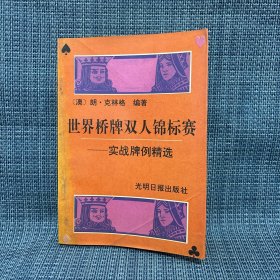 〔澳〕朗·克林格 编著
世界桥牌双人锦标赛
——实战牌例精选
光明日报出版社